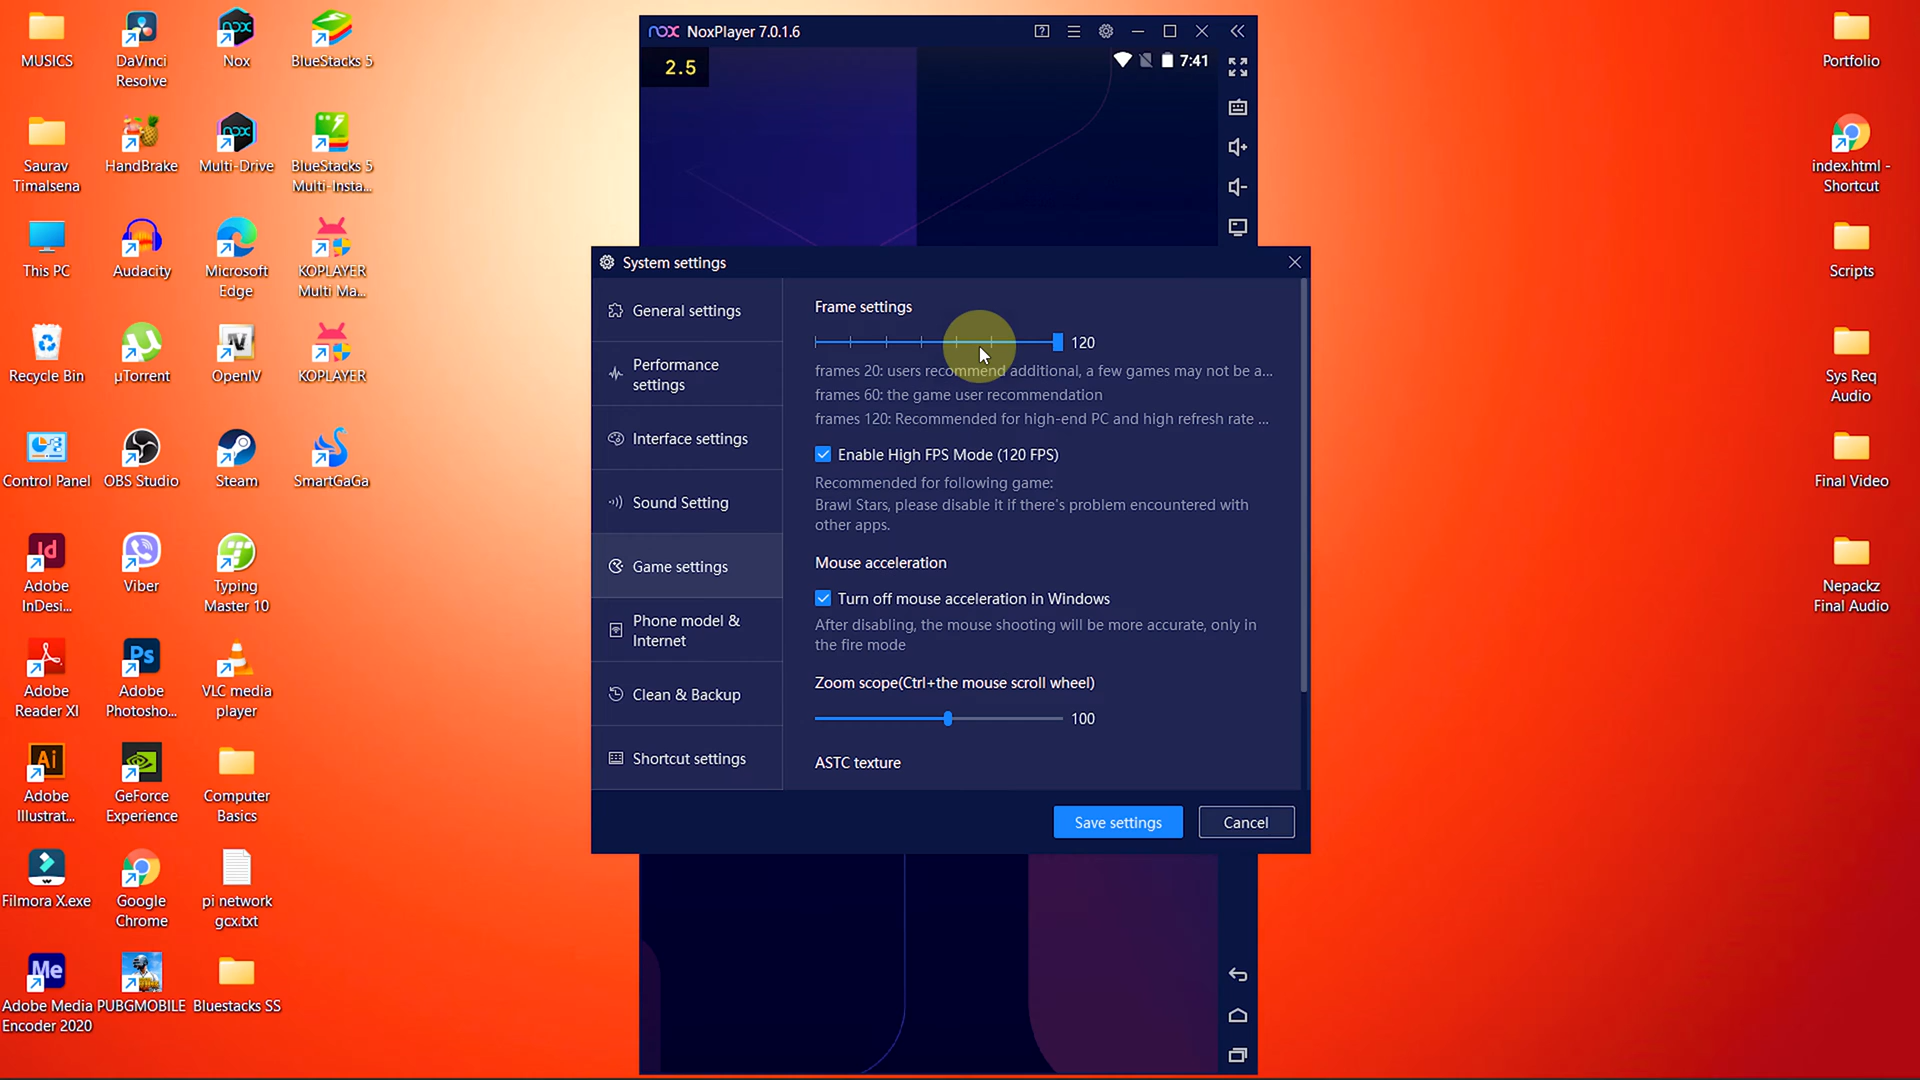 MUSICS
DaVinci
Resolve
Nox
BlueStacks 5
Saurav
Timalsena
HandBrake
Multi-Drive
BlueStacks 5
Multi-Insta...
This PC
Audacity
Microsoft
Edge
KOPLAYER
Multi Ma...
Recycle Bin
µTorrent
OpenIV
KOPLAYER
Control Panel
OBS Studio
Steam
SmartGaGa
Id
Adobe
InDesi...
Viber
Typing
Master 10
Adobe
Reader XI
Ps
Adobe
Photosho...
VLC media
player
Ai
Adobe
Illustrat...
GeForce
Experience
Computer
Basics
Filmora X.exe
Google
Chrome
pi network
gcx.txt
Me
Adobe Media
Encoder 2020
PUBGMOBILE
Bluestacks SS
nox NoxPlayer 7.0.1.6
2.5
7:41
System settings
General settings
Performance
settings
Interface settings
Sound Setting
Game settings
Phone model &
Internet
Clean & Backup
Shortcut settings
Frame settings
120
frames 20: users recommend additional, a few games may not be a...
frames 60: the game user recommendation
frames 120: Recommended for high-end PC and high refresh rate ...
Enable High FPS Mode (120 FPS)
Recommended for following game:
Brawl Stars, please disable it if there's problem encountered with
other apps.
Mouse acceleration
Turn off mouse acceleration in Windows
After disabling, the mouse shooting will be more accurate, only in
the fire mode
Zoom scope(Ctrl+the mouse scroll wheel)
100
ASTC texture
Save settings
Cancel
Portfolio
index.html -
Shortcut
Scripts
Sys Req
Audio
Final Video
Nepackz
Final Audio